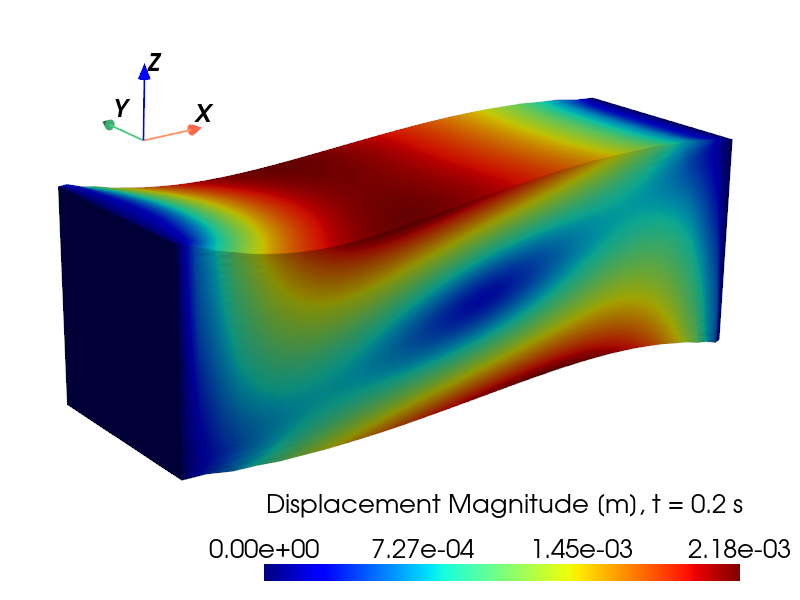 Z
Y
X
Displacement Magnitude (m), t = 0.2 s
0.00e+00 7.27e-04 1.45e-03 2.18e-03